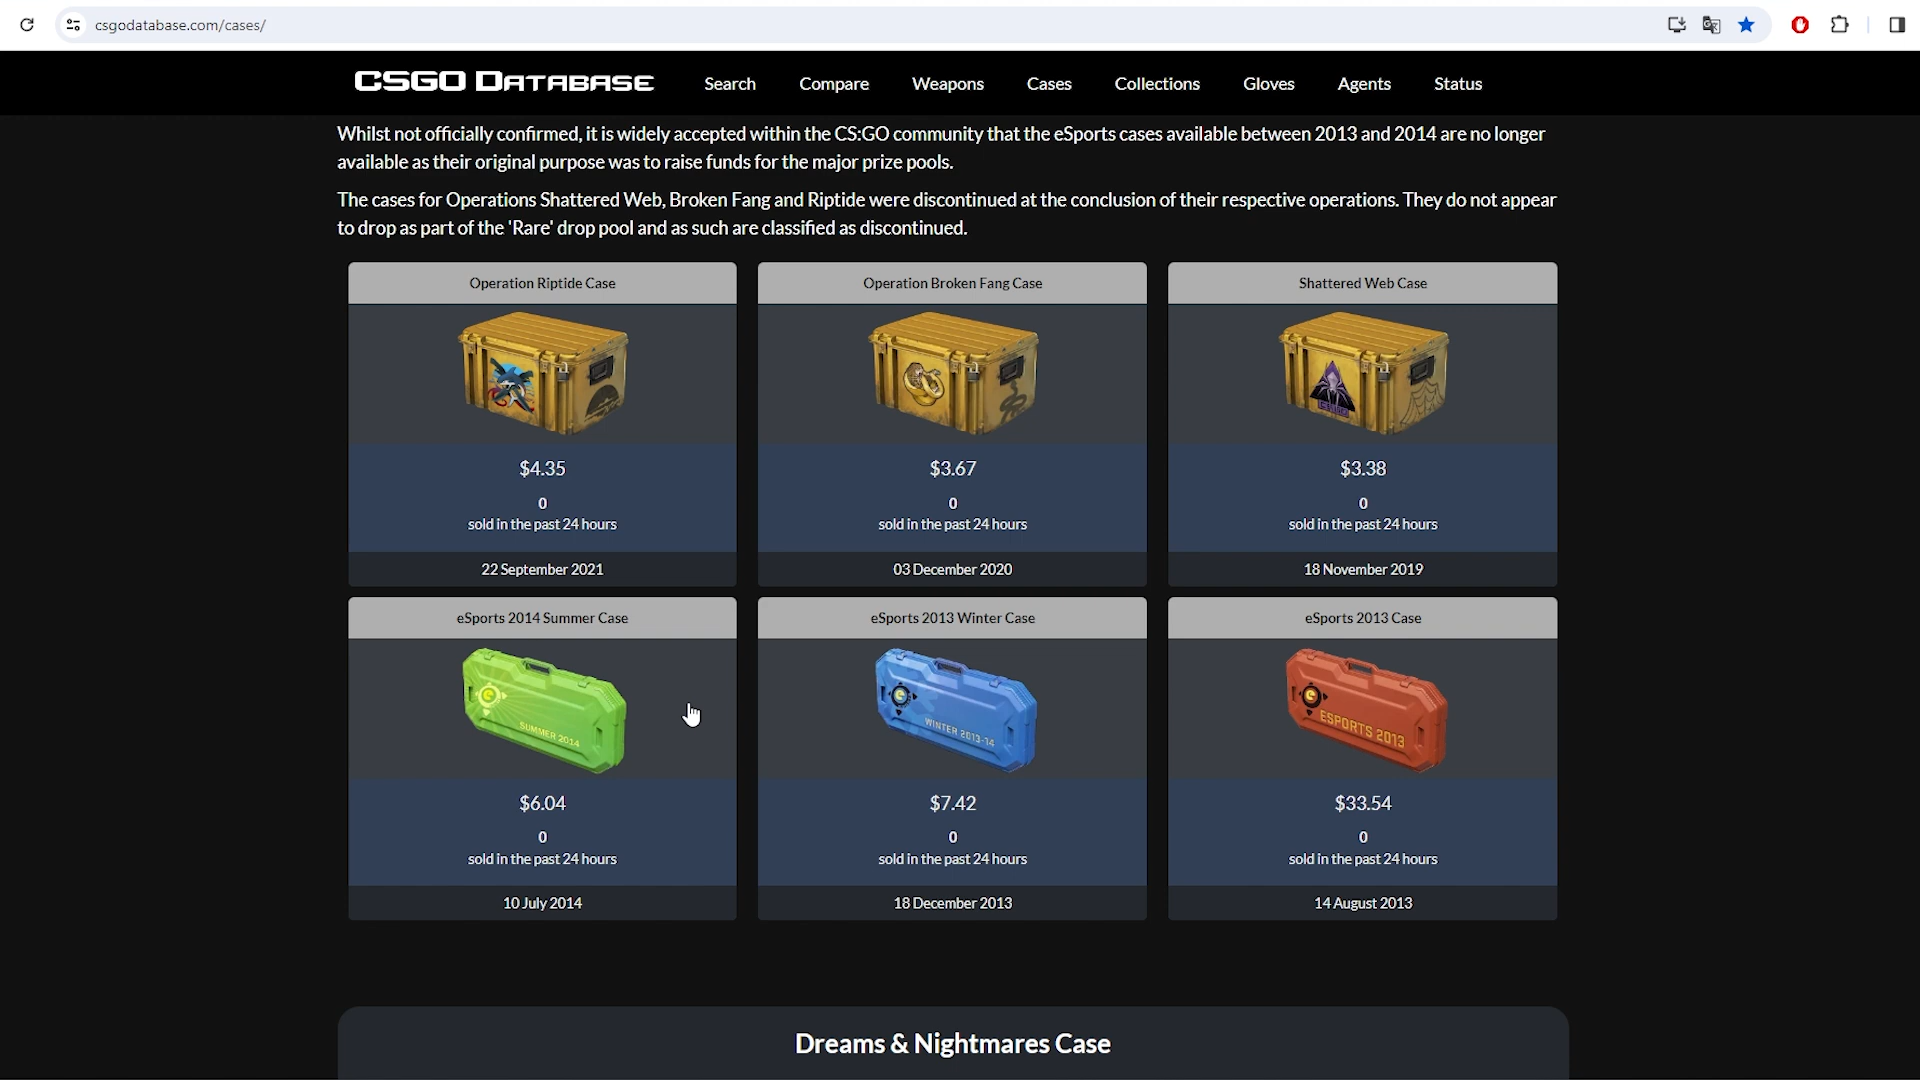 csgodatabase.com/cases/
CSGO Database
Search
Compare
Weapons
Cases
Collections
Gloves
Agents
Status
Whilst not officially confirmed, it is widely accepted within the CS:GO community that the eSports cases available between 2013 and 2014 are no longer
available as their original purpose was to raise funds for the major prize pools.
The cases for Operations Shattered Web, Broken Fang and Riptide were discontinued at the conclusion of their respective operations. They do not appear
to drop as part of the 'Rare' drop pool and as such are classified as discontinued.
Operation Riptide Case
$4.35
0
sold in the past 24 hours
22 September 2021
Operation Broken Fang Case
$3.67
0
sold in the past 24 hours
03 December 2020
Shattered Web Case
$3.38
0
sold in the past 24 hours
18 November 2019
eSports 2014 Summer Case
SUMMER 2014
$6.04
0
sold in the past 24 hours
10 July 2014
eSports 2013 Winter Case
WINTER 2013-14
$7.42
0
sold in the past 24 hours
18 December 2013
eSports 2013 Case
ESPORTS 2013
$33.54
0
sold in the past 24 hours
14 August 2013
Dreams & Nightmares Case